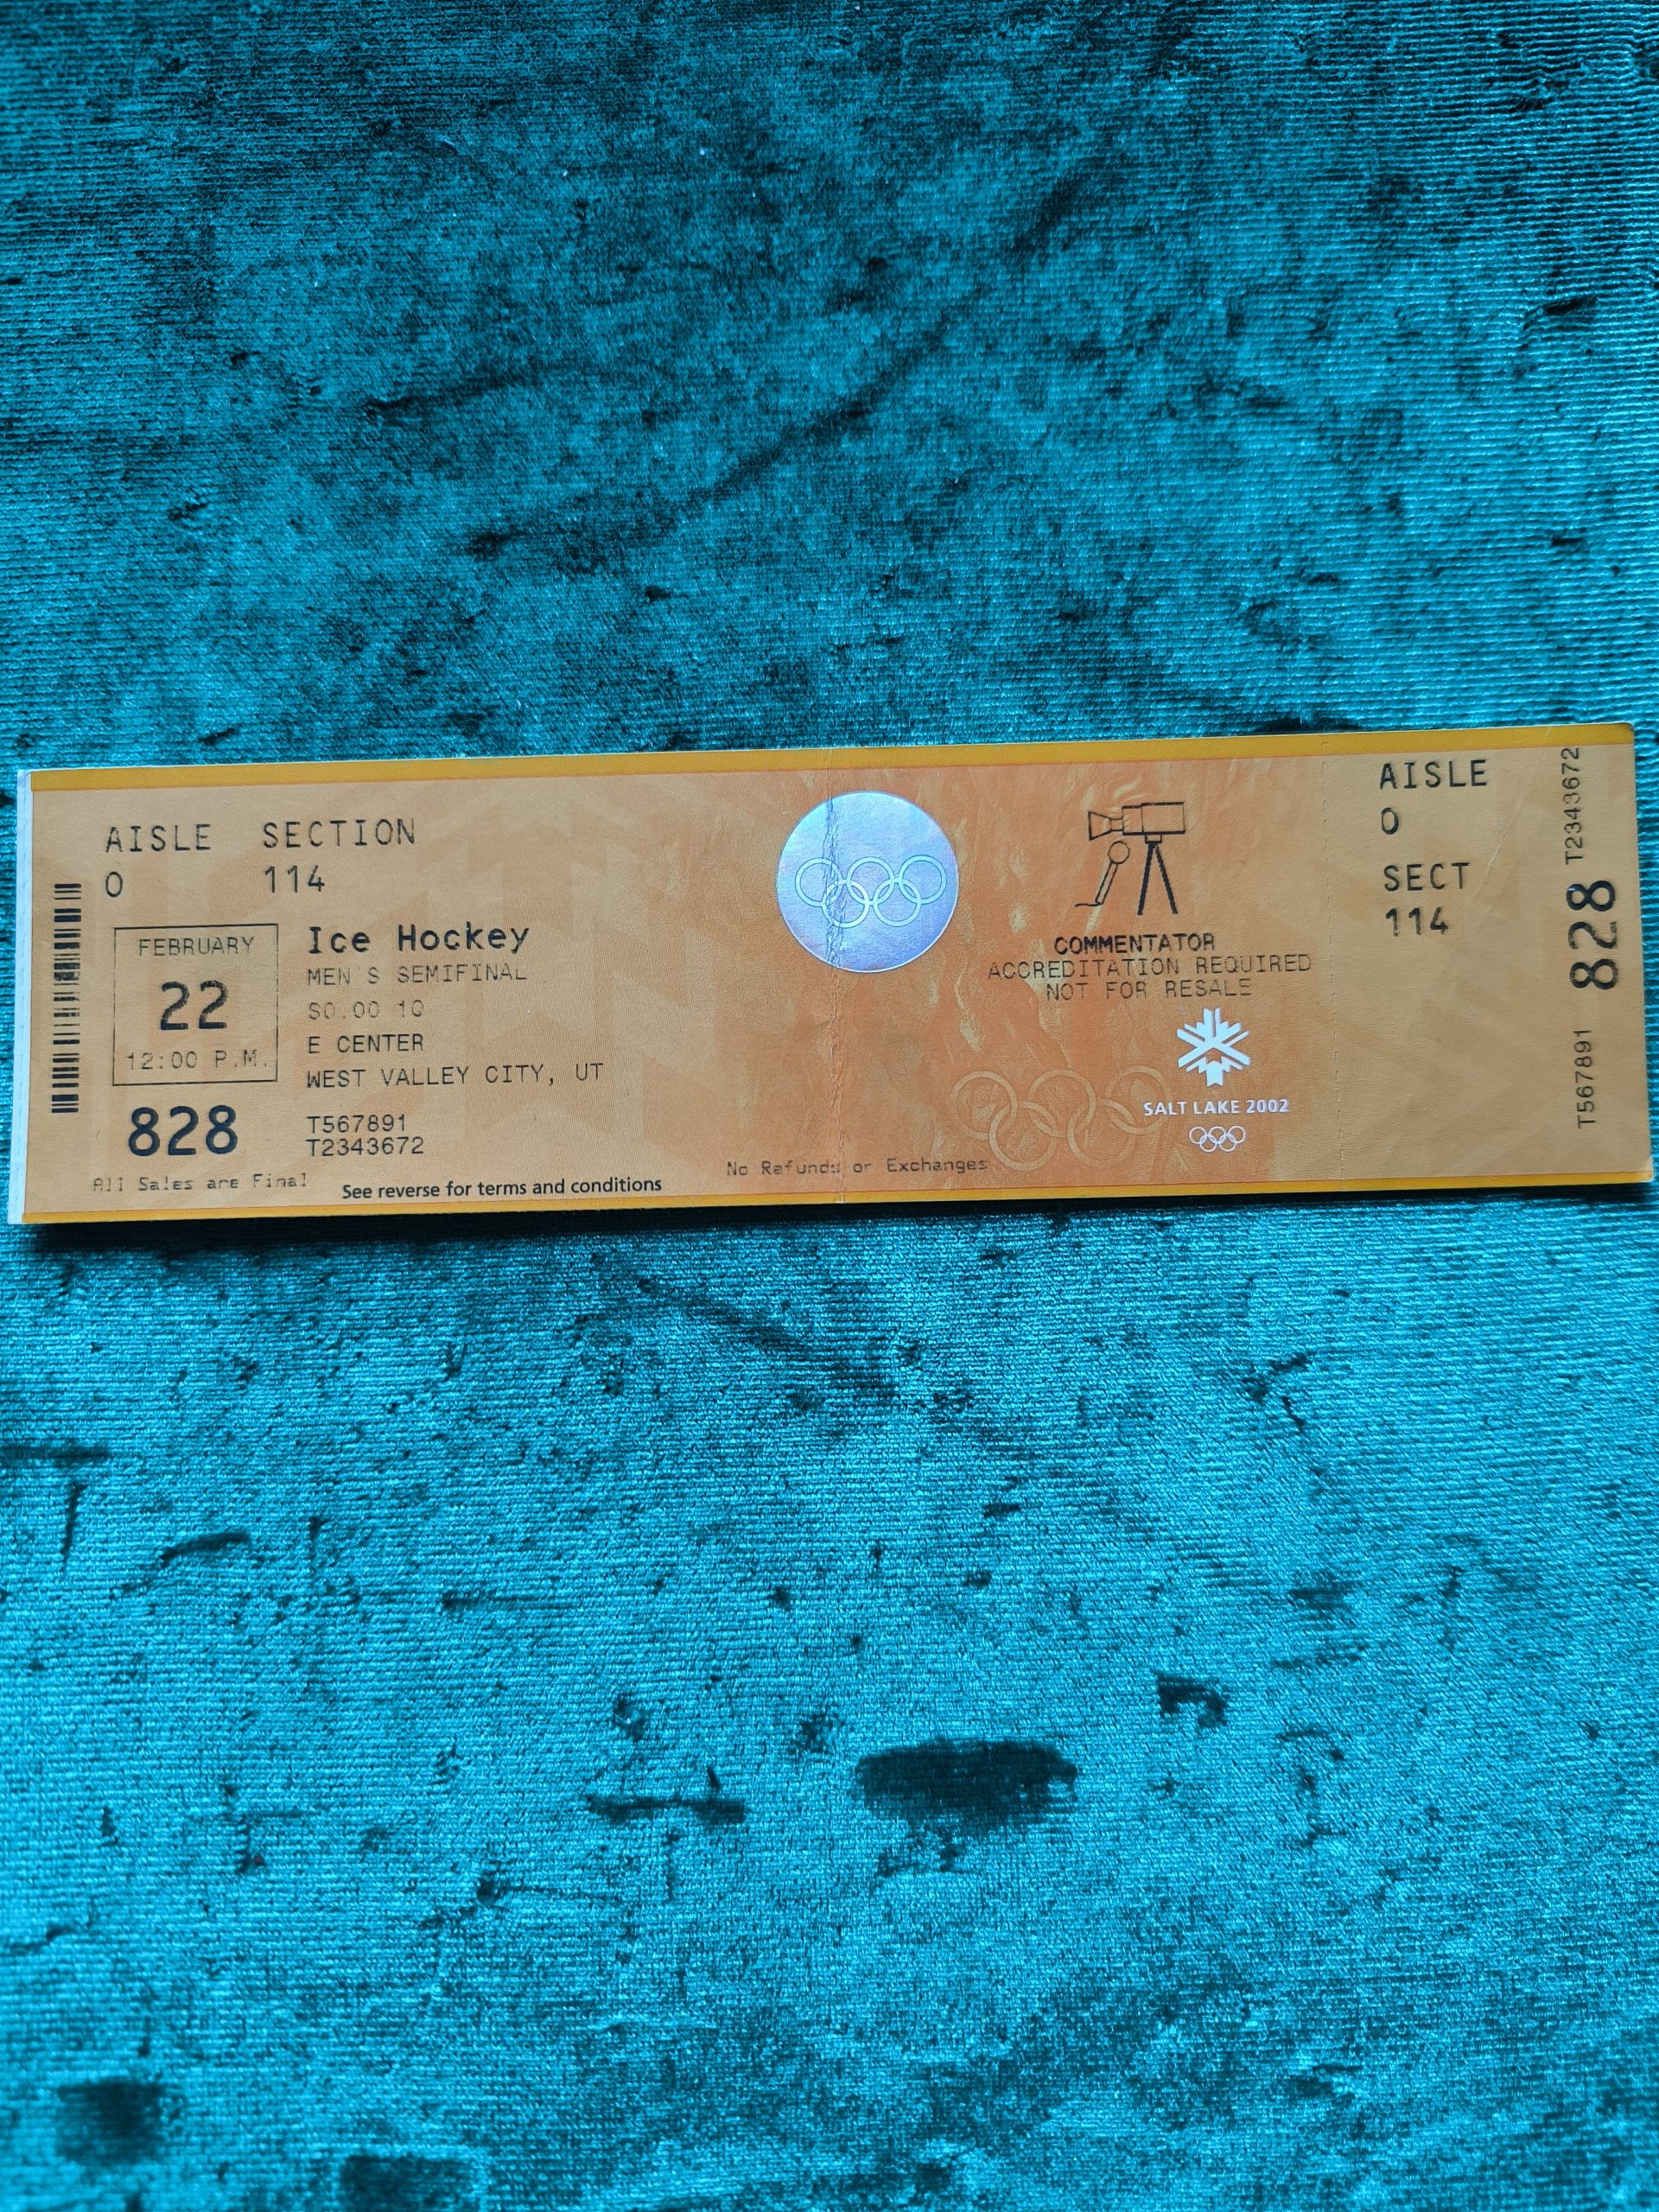 AISLE SECTION
0 114
FEBRUARY
22
12:00 P.M.
828
Ice Hockey
MEN'S SEMIFINAL
$0.00 10
E CENTER
WEST VALLEY CITY, UT
T567891
T2343672
All Sales are Final
See reverse for terms and conditions
No Refunds or Exchanges
COMMENTATOR
ACCREDITATION REQUIRED
NOT FOR RESALE
SALT LAKE 2002
AISLE
0
SECT
114
T567891 828 T2343672